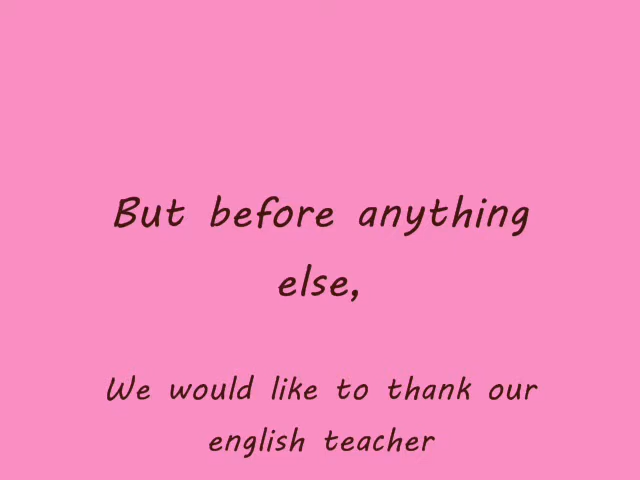 But before anything
else,
We would like to thank our
english teacher